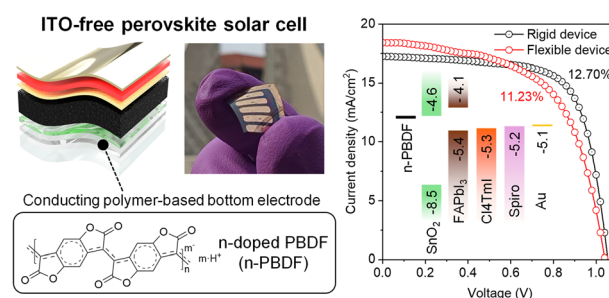 ITO-free perovskite solar cell
Conducting polymer-based bottom electrode
O
O
O
O
O
O
O
O
n
m-
m·H+
n-doped PBDF
(n-PBDF)
Current density (mA/cm²)
25
20
15
10
5
0
0.0 0.2 0.4 0.6 0.8 1.0
Voltage (V)
Rigid device
Flexible device
12.70%
11.23%
n-PBDF
-4.6
-8.5
SnO₂
-4.1
-5.4
FAPbI₃
-5.3
Cl4TmI
-5.2
Spiro
-5.1
Au